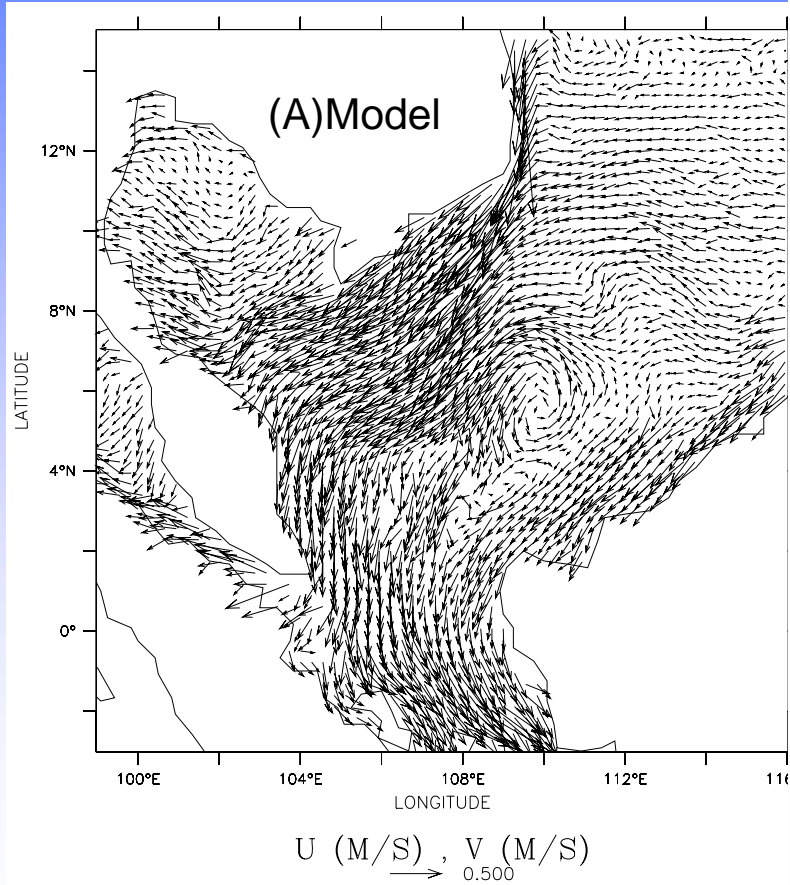 (A)Model
12°N
8°N
4°N
0°
LATITUDE
100°E 104°E 108°E 112°E 116
LONGITUDE
U (M/S) , V (M/S)
0.500